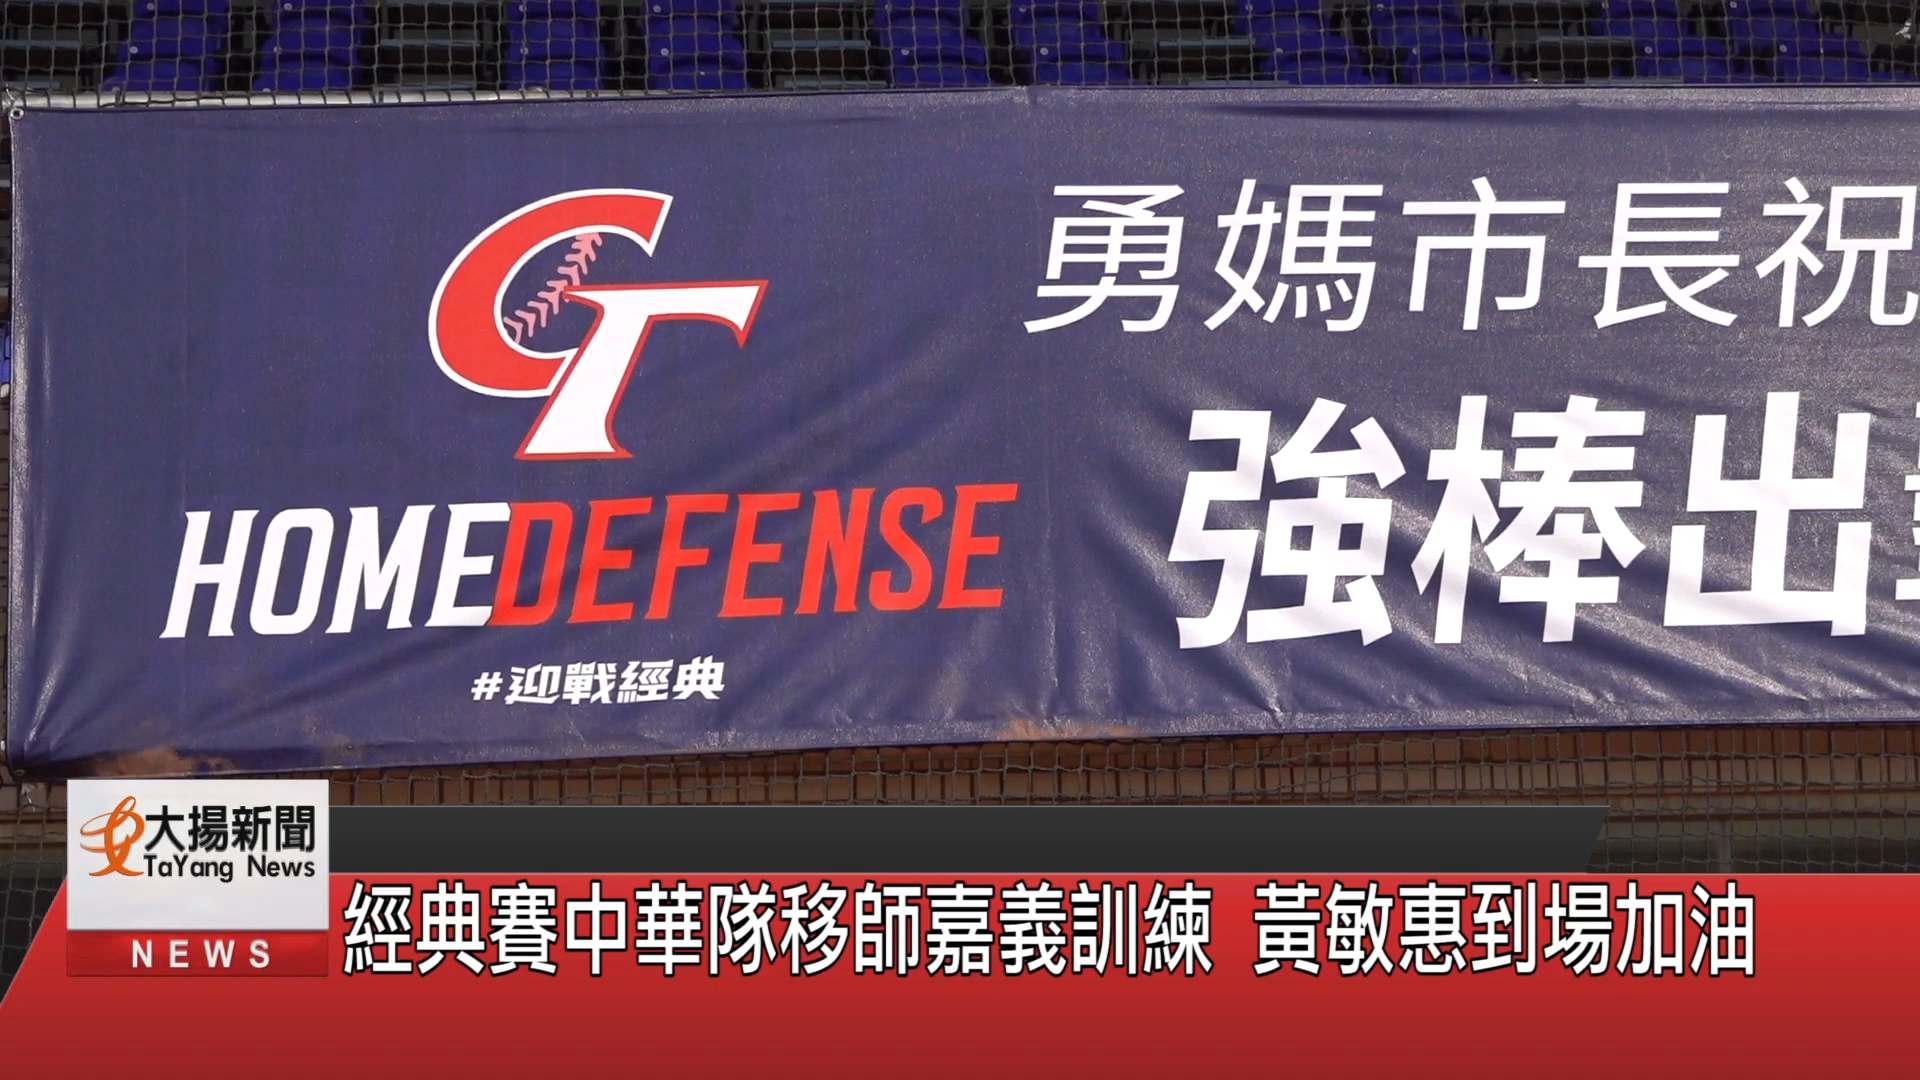 CT
勇媽市長祝
HOMEDEFENSE
強棒出
#迎戰經典
大揚新聞
TaYang News
NEWS
經典賽中華隊移師嘉義訓練 黃敏惠到場加油